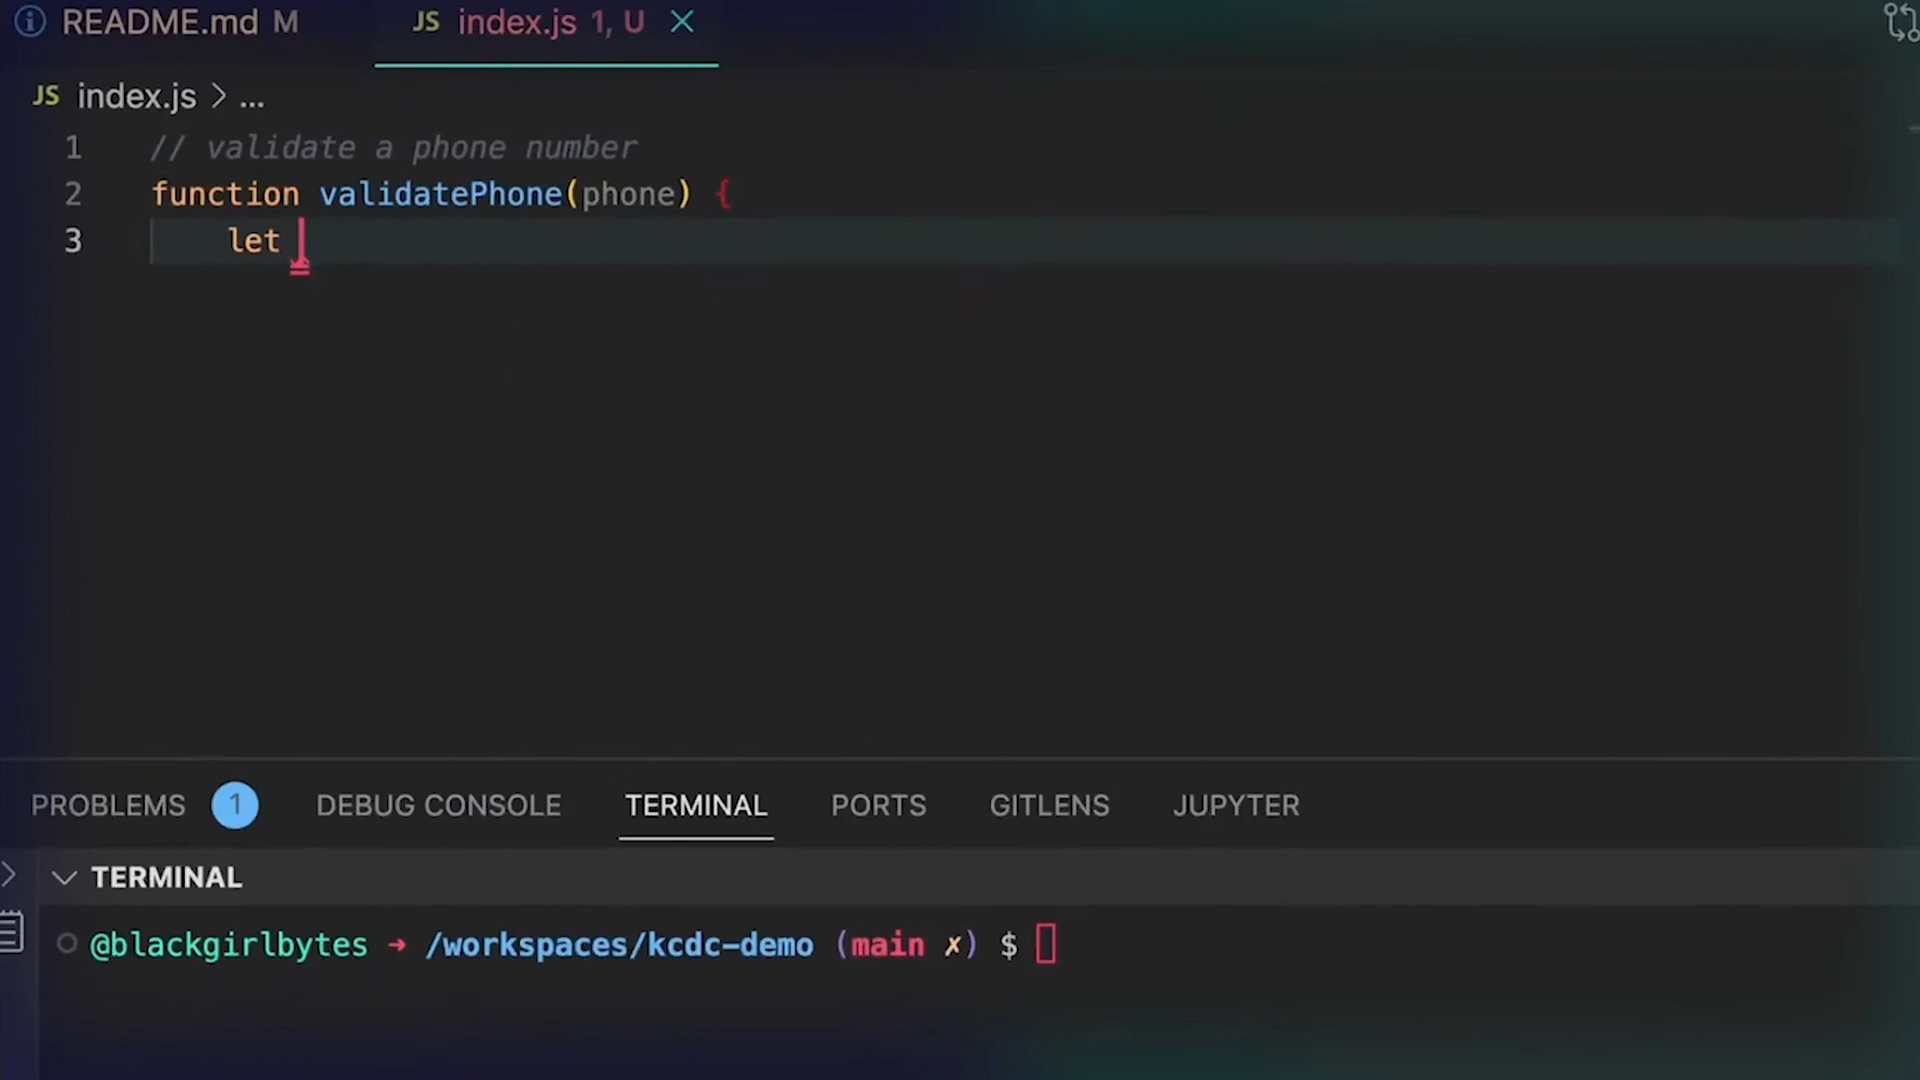 README.md M
JS index.js 1, U
JS index.js > ...
1 // validate a phone number
2 function validatePhone(phone) {
3 let
PROBLEMS 1 DEBUG CONSOLE TERMINAL PORTS GITLENS JUPYTER
TERMINAL
@blackgirlbytes → /workspaces/kcdc-demo (main ✗) $